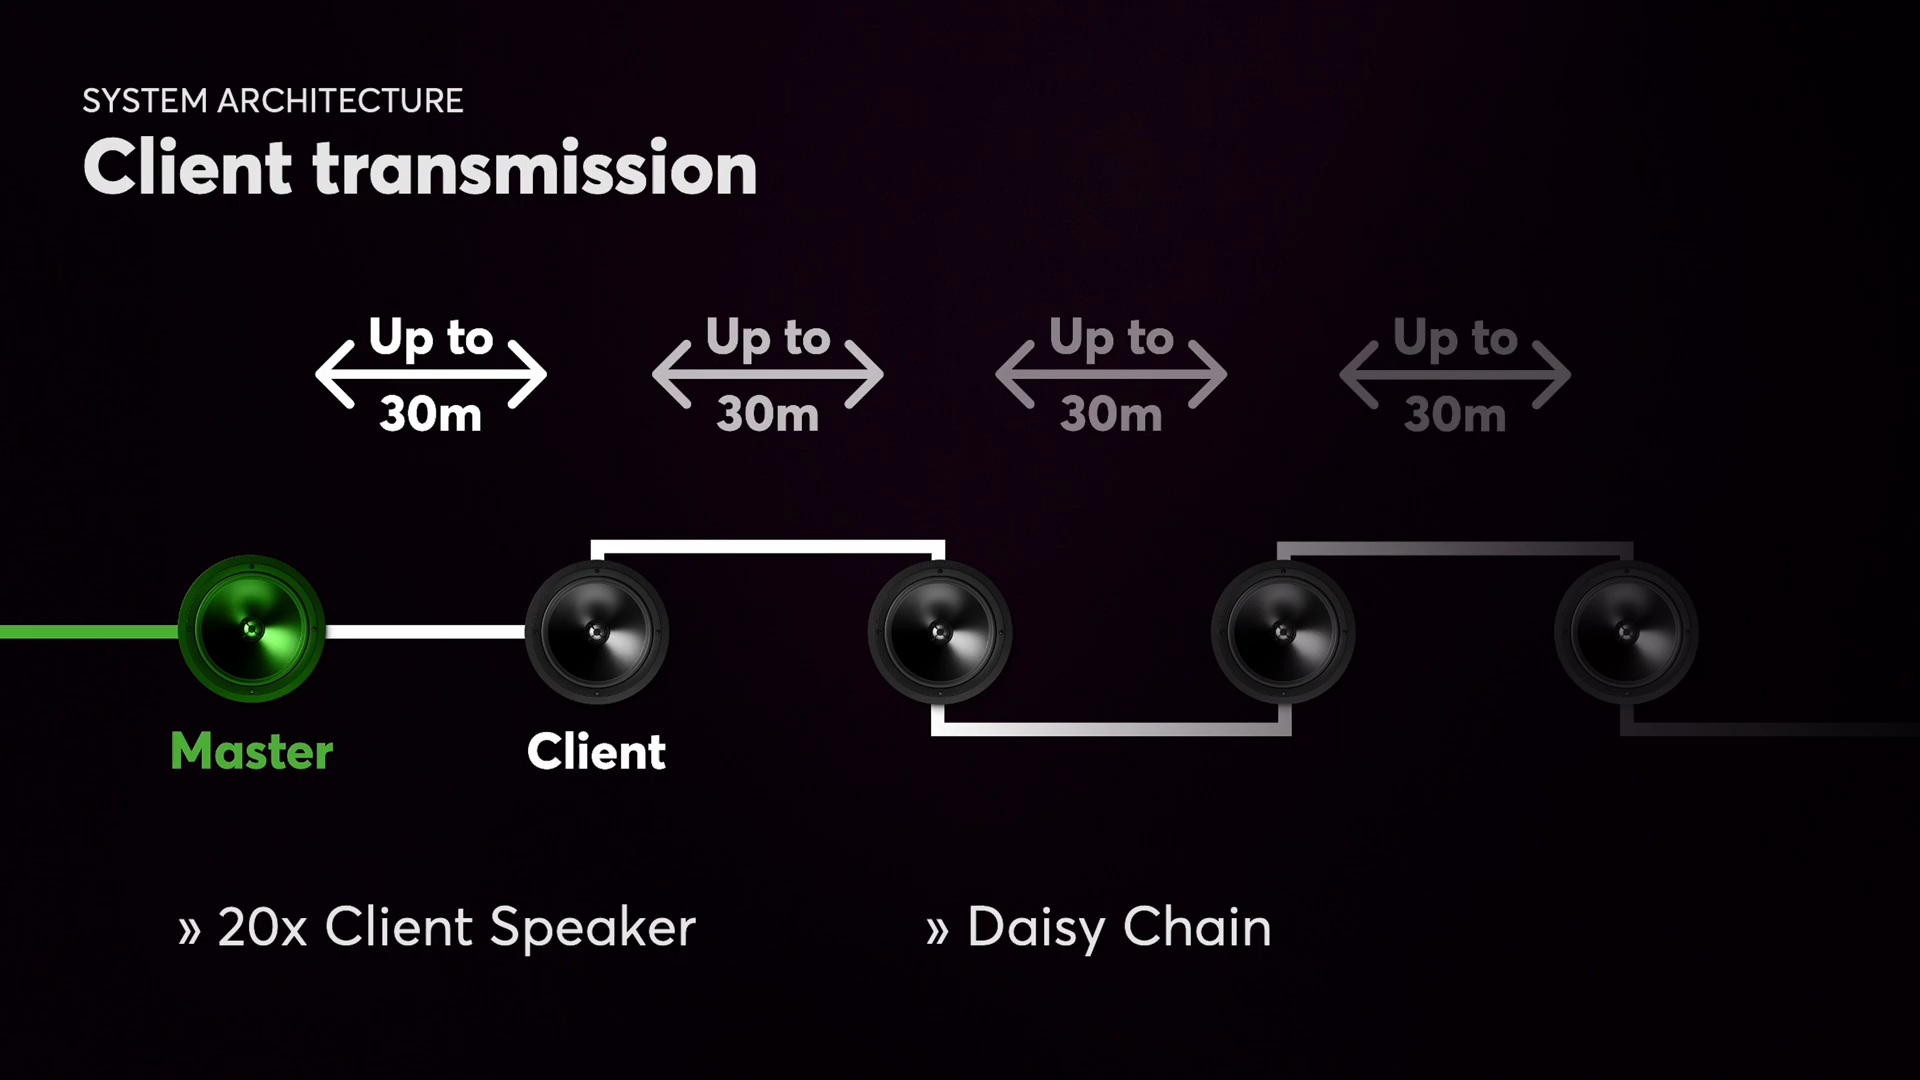 SYSTEM ARCHITECTURE
Client transmission
Up to
30m
Up to
30m
Up to
30m
Up to
30m
Master
Client
» 20x Client Speaker
» Daisy Chain